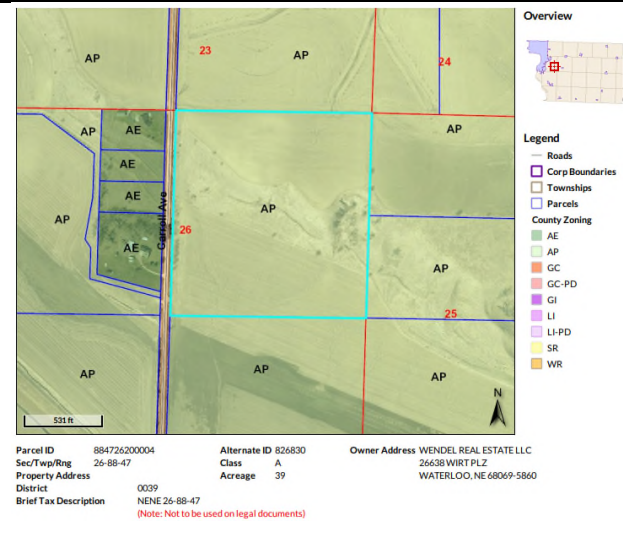 Overview
23
24
AP
AP
AP
AE
AP
AE
AE
AP
AP
Carroll Ave
26
AE
AP
25
AP
AP
AP
N
531 ft
Legend
Roads
Corp Boundaries
Townships
Parcels
County Zoning
AE
AP
GC
GC-PD
GI
LI
LI-PD
SR
WR
Parcel ID 884726200004 Alternate ID 826830 Owner Address WENDEL REAL ESTATE LLC
Sec/Twp/Rng 26-88-47 Class A 26638 WIRT PLZ
Property Address Acreage 39 WATERLOO, NE 68069-5860
District 0039
Brief Tax Description NENE 26-88-47
(Note: Not to be used on legal documents)